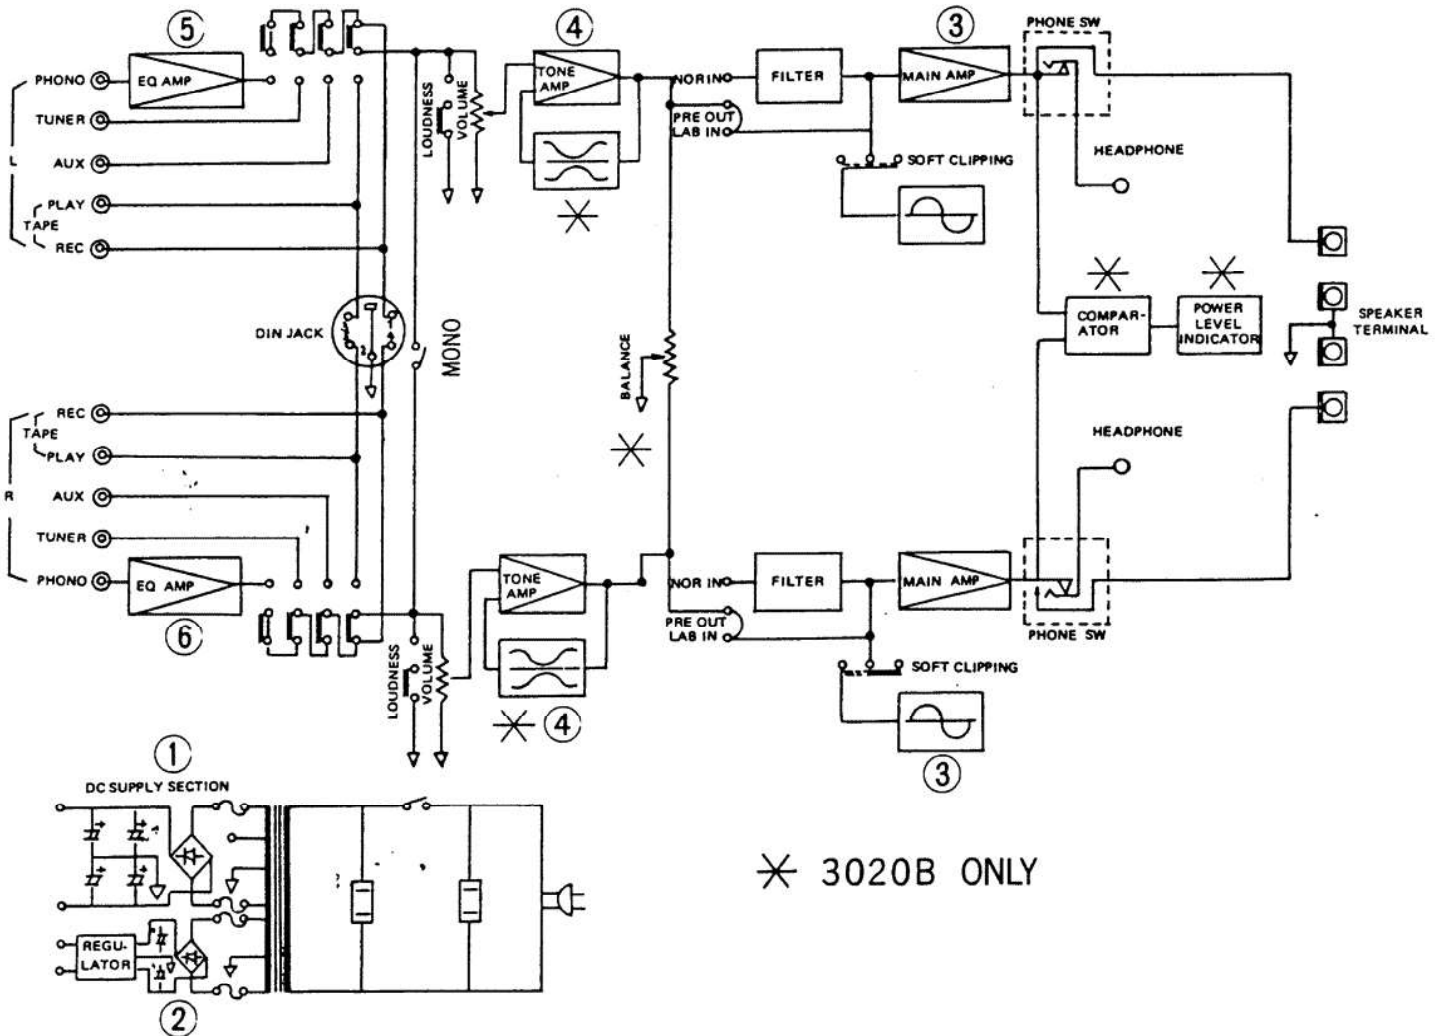 ⑤
④
③
PHONE SW
PHONO
EQ AMP
TONE AMP
NOR IN
FILTER
MAIN AMP
TUNER
LOUDNESS
VOLUME
PRE OUT
LAB IN
L
AUX
SOFT CLIPPING
HEADPHONE
PLAY
TAPE
REC
DIN JACK
MONO
BALANCE
COMPAR-
ATOR
POWER
LEVEL
INDICATOR
SPEAKER
TERMINAL
REC
TAPE
PLAY
HEADPHONE
R
AUX
TUNER
PHONO
EQ AMP
TONE
AMP
NOR IN
FILTER
MAIN AMP
⑥
PRE OUT
LAB IN
PHONE SW
LOUDNESS
VOLUME
SOFT CLIPPING
④
③
①
DC SUPPLY SECTION
REGU-
LATOR
②
3020B ONLY